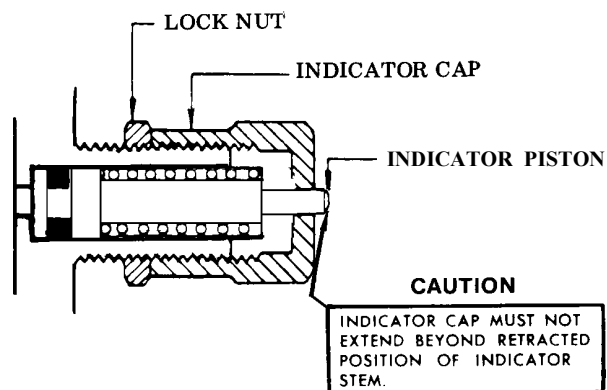 LOCK NUT
INDICATOR CAP
INDICATOR PISTON
CAUTION
INDICATOR CAP MUST NOT
EXTEND BEYOND RETRACTED
POSITION OF INDICATOR
STEM.